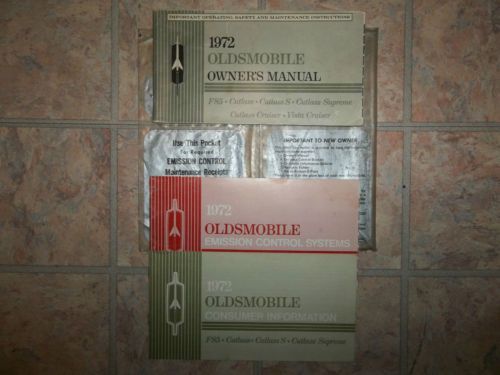 IMPORTANT OPERATING, SAFETY, AND MAINTENANCE INSTRUCTIONS
1972
OLDSMOBILE
OWNER'S MANUAL
F85 • Cutlass • Cutlass S • Cutlass Supreme
Cutlass Cruiser • Vista Cruiser
Use This Pocket
For Required
EMISSION CONTROL
Maintenance Receipts
IMPORTANT TO NEW OWNER
1972
OLDSMOBILE
EMISSION CONTROL SYSTEMS
1972
OLDSMOBILE
CONSUMER INFORMATION
F85 • Cutlass • Cutlass S • Cutlass Supreme